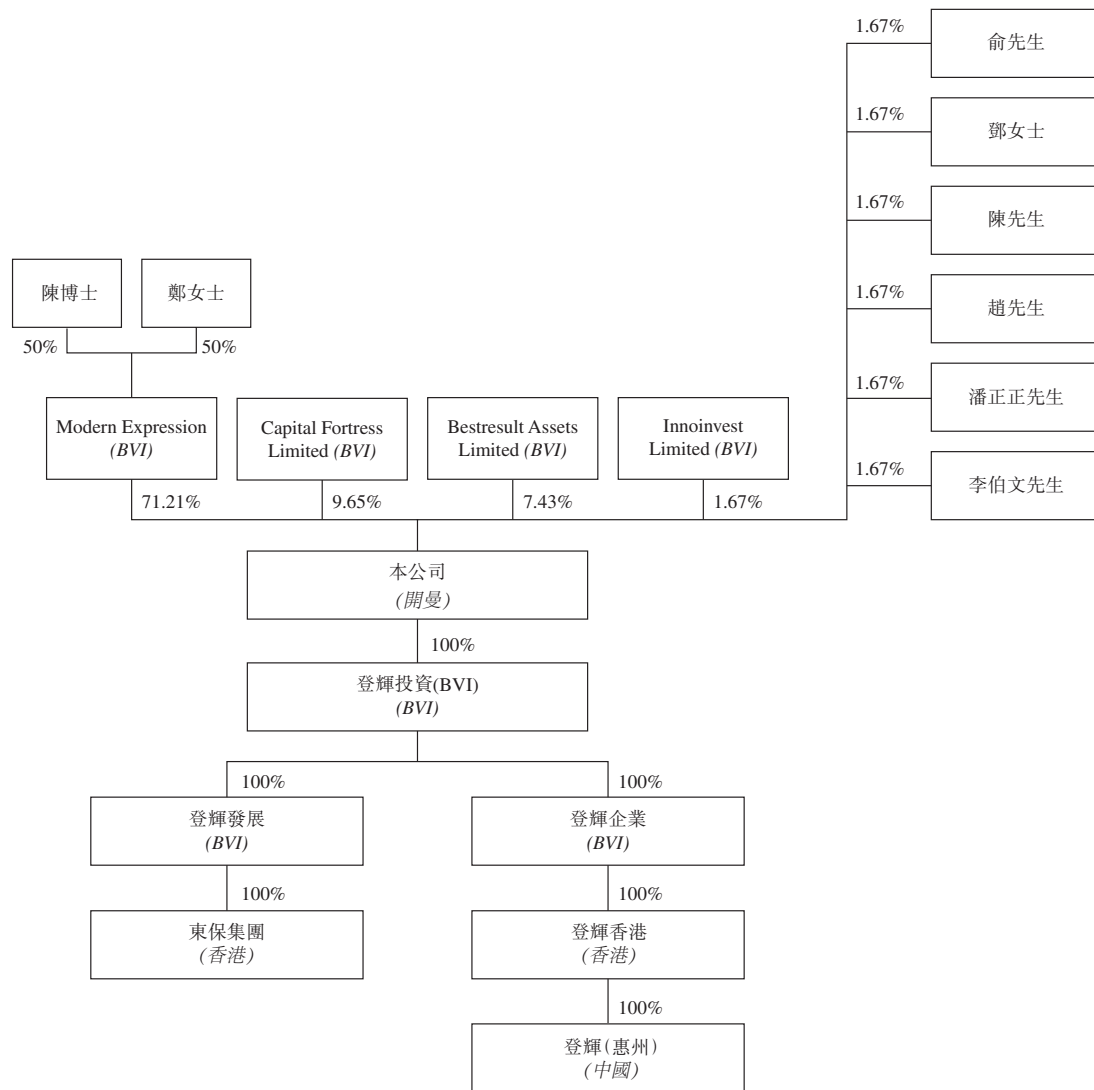 1.67%
俞先生
1.67%
鄧女士
1.67%
陳先生
陳博士
鄭女士
1.67%
趙先生
50%
50%
1.67%
潘正正先生
Modern Expression
(BVI)
Capital Fortress
Limited (BVI)
Bestresult Assets
Limited (BVI)
Innoinvest
Limited (BVI)
1.67%
李伯文先生
71.21%
9.65%
7.43%
1.67%
本公司
(開曼)
100%
登輝投資(BVI)
(BVI)
100%
100%
登輝發展
(BVI)
登輝企業
(BVI)
100%
100%
東保集團
(香港)
登輝香港
(香港)
100%
登輝(惠州)
(中國)